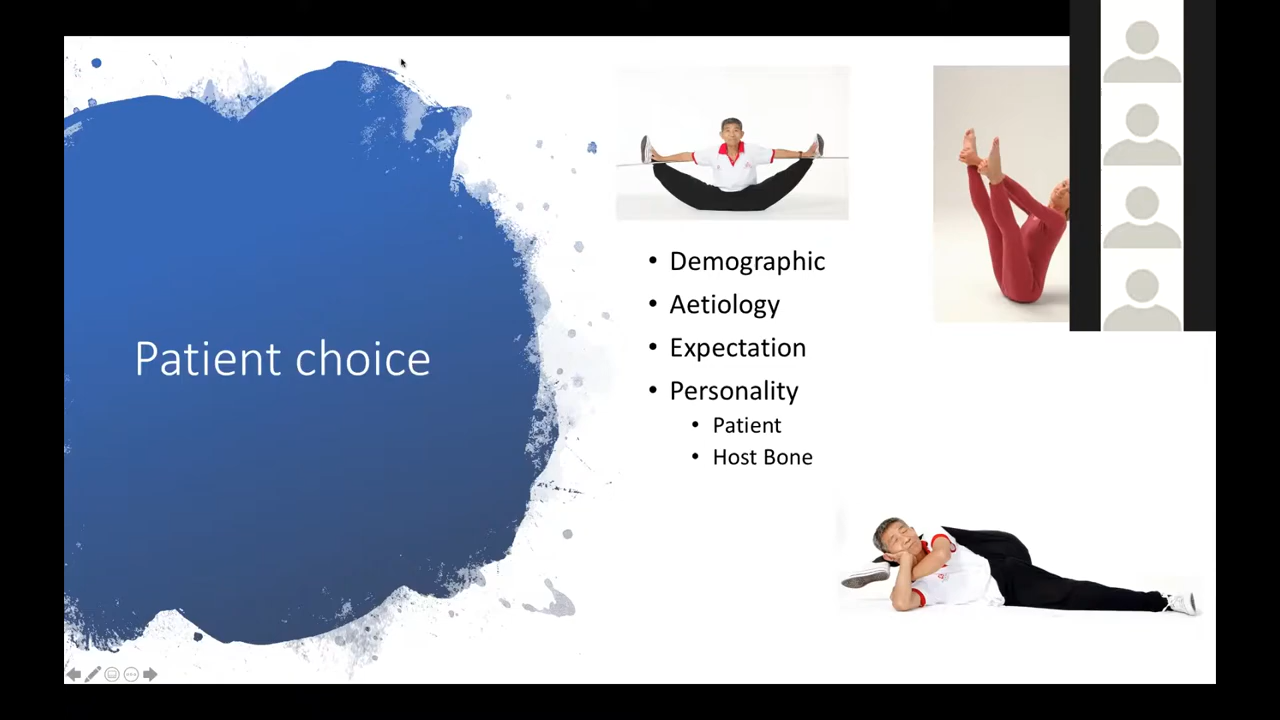 Patient choice
• Demographic
• Aetiology
• Expectation
• Personality
• Patient
• Host Bone